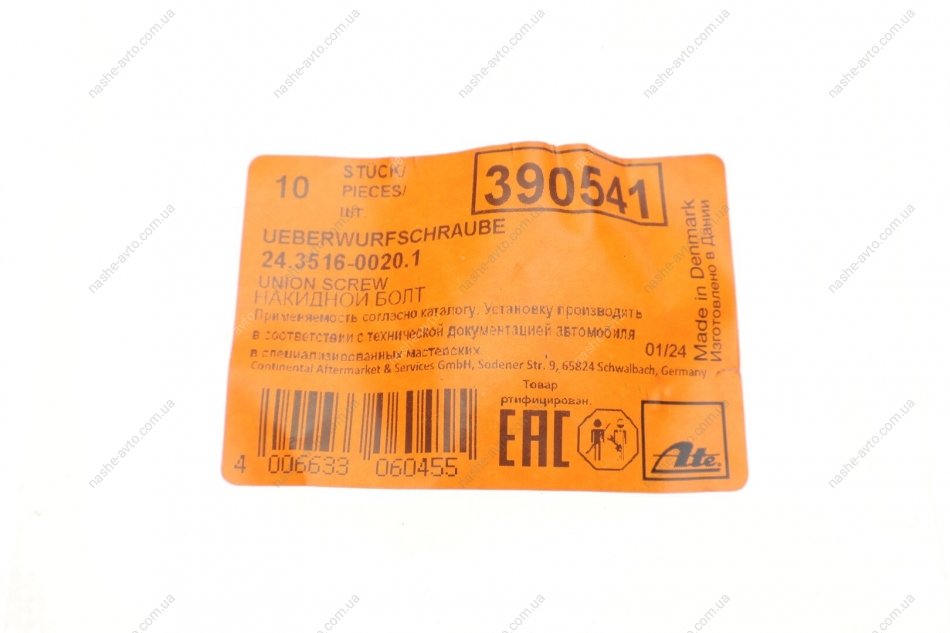 10
STÜCK/
PIECES/
шт.
390541
UEBERWURFSCHRAUBE
24.3516-0020.1
UNION SCREW
НАКИДНОЙ БОЛТ
Применяемость согласно каталогу. Установку производить
в соответствии с технической документацией автомобиля
в специализированных мастерских.
Continental Aftermarket & Services GmbH, Sodener Str. 9, 65824 Schwalbach, Germany
01/24
Made in Denmark
Изготовлено в Дании
Товар
ртифицирован.
4 006633 060455
EAC
Ate
nashe-avto.com.ua